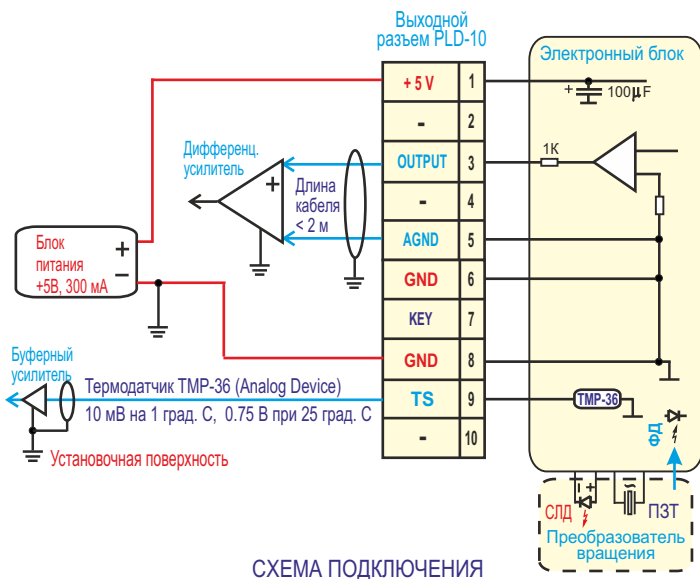 Выходной
разъем PLD-10
Электронный блок
+ 5 V 1
+ 100μF
- 2
Дифференц.
усилитель
+
Длина
кабеля
< 2 м
OUTPUT 3
1К
- 4
AGND 5
Блок
питания
+5В, 300 мА
+
−
GND 6
KEY 7
GND 8
Буферный
усилитель
Термодатчик TMP-36 (Analog Device)
10 мВ на 1 град. С, 0.75 В при 25 град. С
TS 9
TMP-36
- 10
ФД
Установочная поверхность
− +
СЛД
ПЗТ
Преобразователь
вращения
СХЕМА ПОДКЛЮЧЕНИЯ